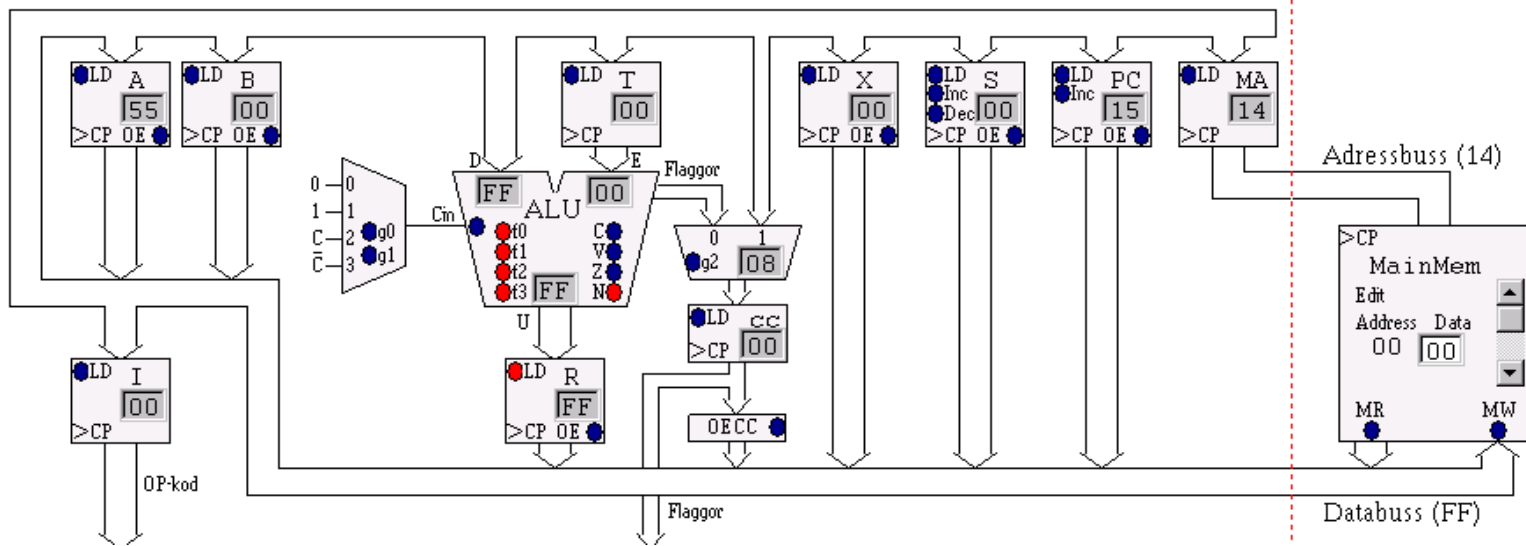 LD A
55
>CP OE
LD B
00
>CP OE
LD T
00
>CP
LD X
00
>CP OE
LD S
Inc 00
Dec
>CP OE
LD PC
Inc 15
>CP OE
LD MA
14
>CP
Adressbuss (14)
0 0
1 1
C 2 g0
C̄ 3 g1
Cin
D E
FF 00
ALU
f0 C
f1 V
f2 Z
f3 FF N
U
Flaggor
0 1
g2 08
LD CC
>CP 00
OECC
Flaggor
LD I
00
>CP
OP-kod
LD R
FF
>CP OE
>CP
MainMem
Edit
Address Data
00 00
MR MW
Databuss (FF)